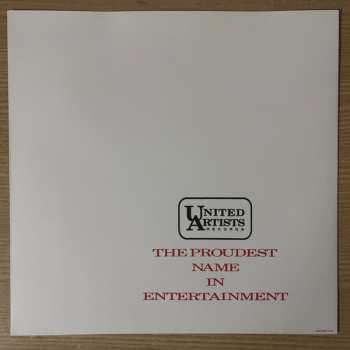 UNITED
ARTISTS
RECORDS
THE PROUDEST
NAME
IN
ENTERTAINMENT